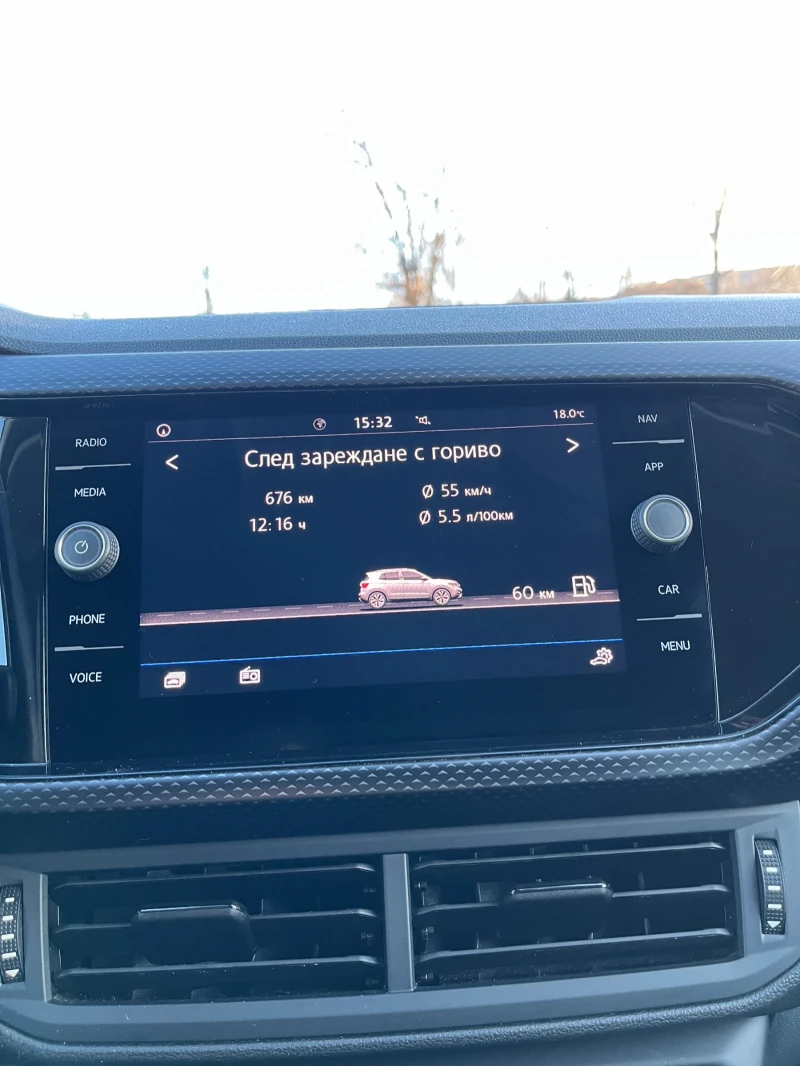 RADIO
MEDIA
PHONE
VOICE
15:32
18.0°C
< След зареждане с гориво >
676 км
Ø 55 км/ч
12:16 ч
Ø 5.5 л/100км
60 км
NAV
APP
CAR
MENU